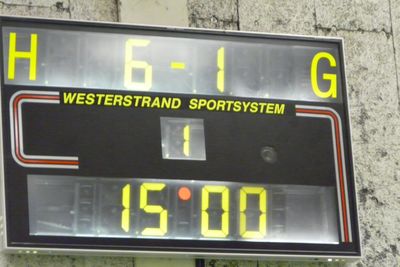 H 6-1 G
WESTERSTRAND SPORTSYSTEM
1
15:00